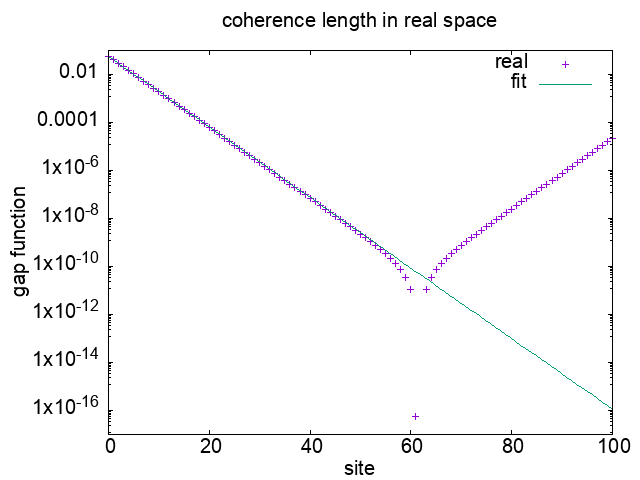 coherence length in real space
real
fit
0.01
0.0001
1x10-6
1x10-8
1x10-10
1x10-12
1x10-14
1x10-16
gap function
0 20 40 60 80 100
site